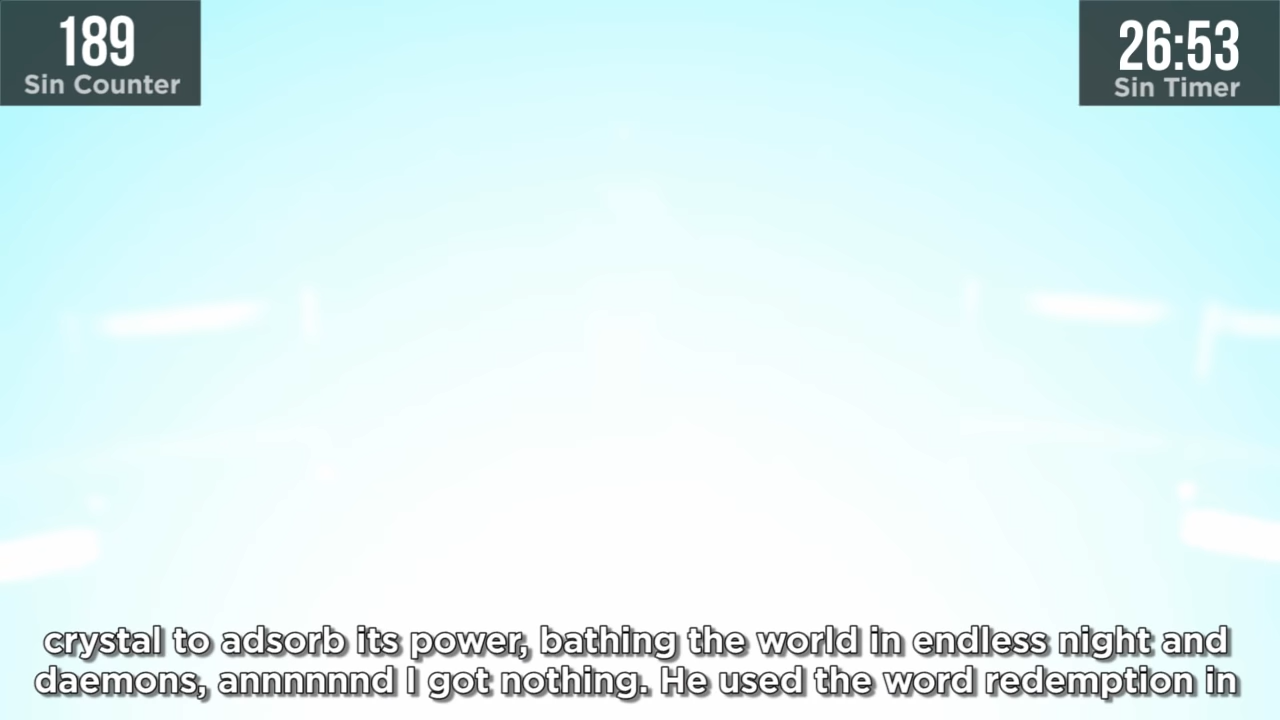 189
Sin Counter
26:53
Sin Timer
crystal to adsorb its power, bathing the world in endless night and
daemons, annnnnnd I got nothing. He used the word redemption in